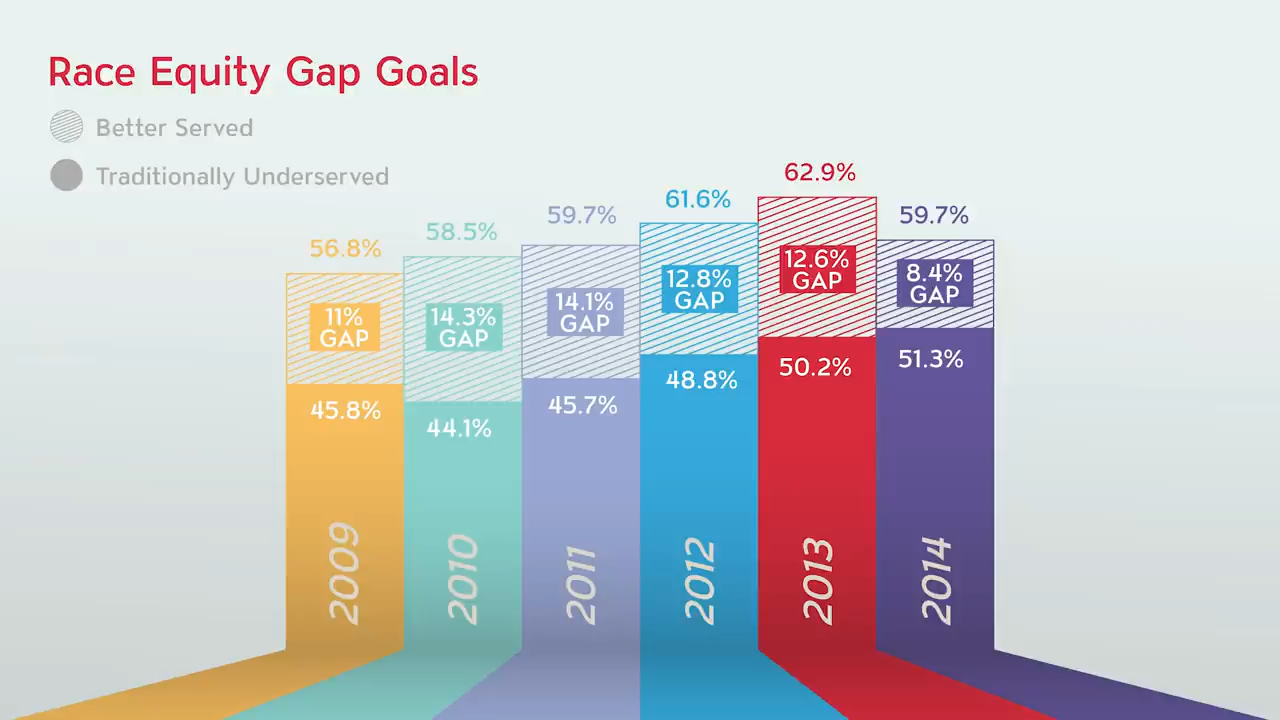 Race Equity Gap Goals
Better Served
Traditionally Underserved
56.8%
58.5%
59.7%
61.6%
62.9%
59.7%
11%
GAP
14.3%
GAP
14.1%
GAP
12.8%
GAP
12.6%
GAP
8.4%
GAP
45.8%
44.1%
45.7%
48.8%
50.2%
51.3%
2009
2010
2011
2012
2013
2014